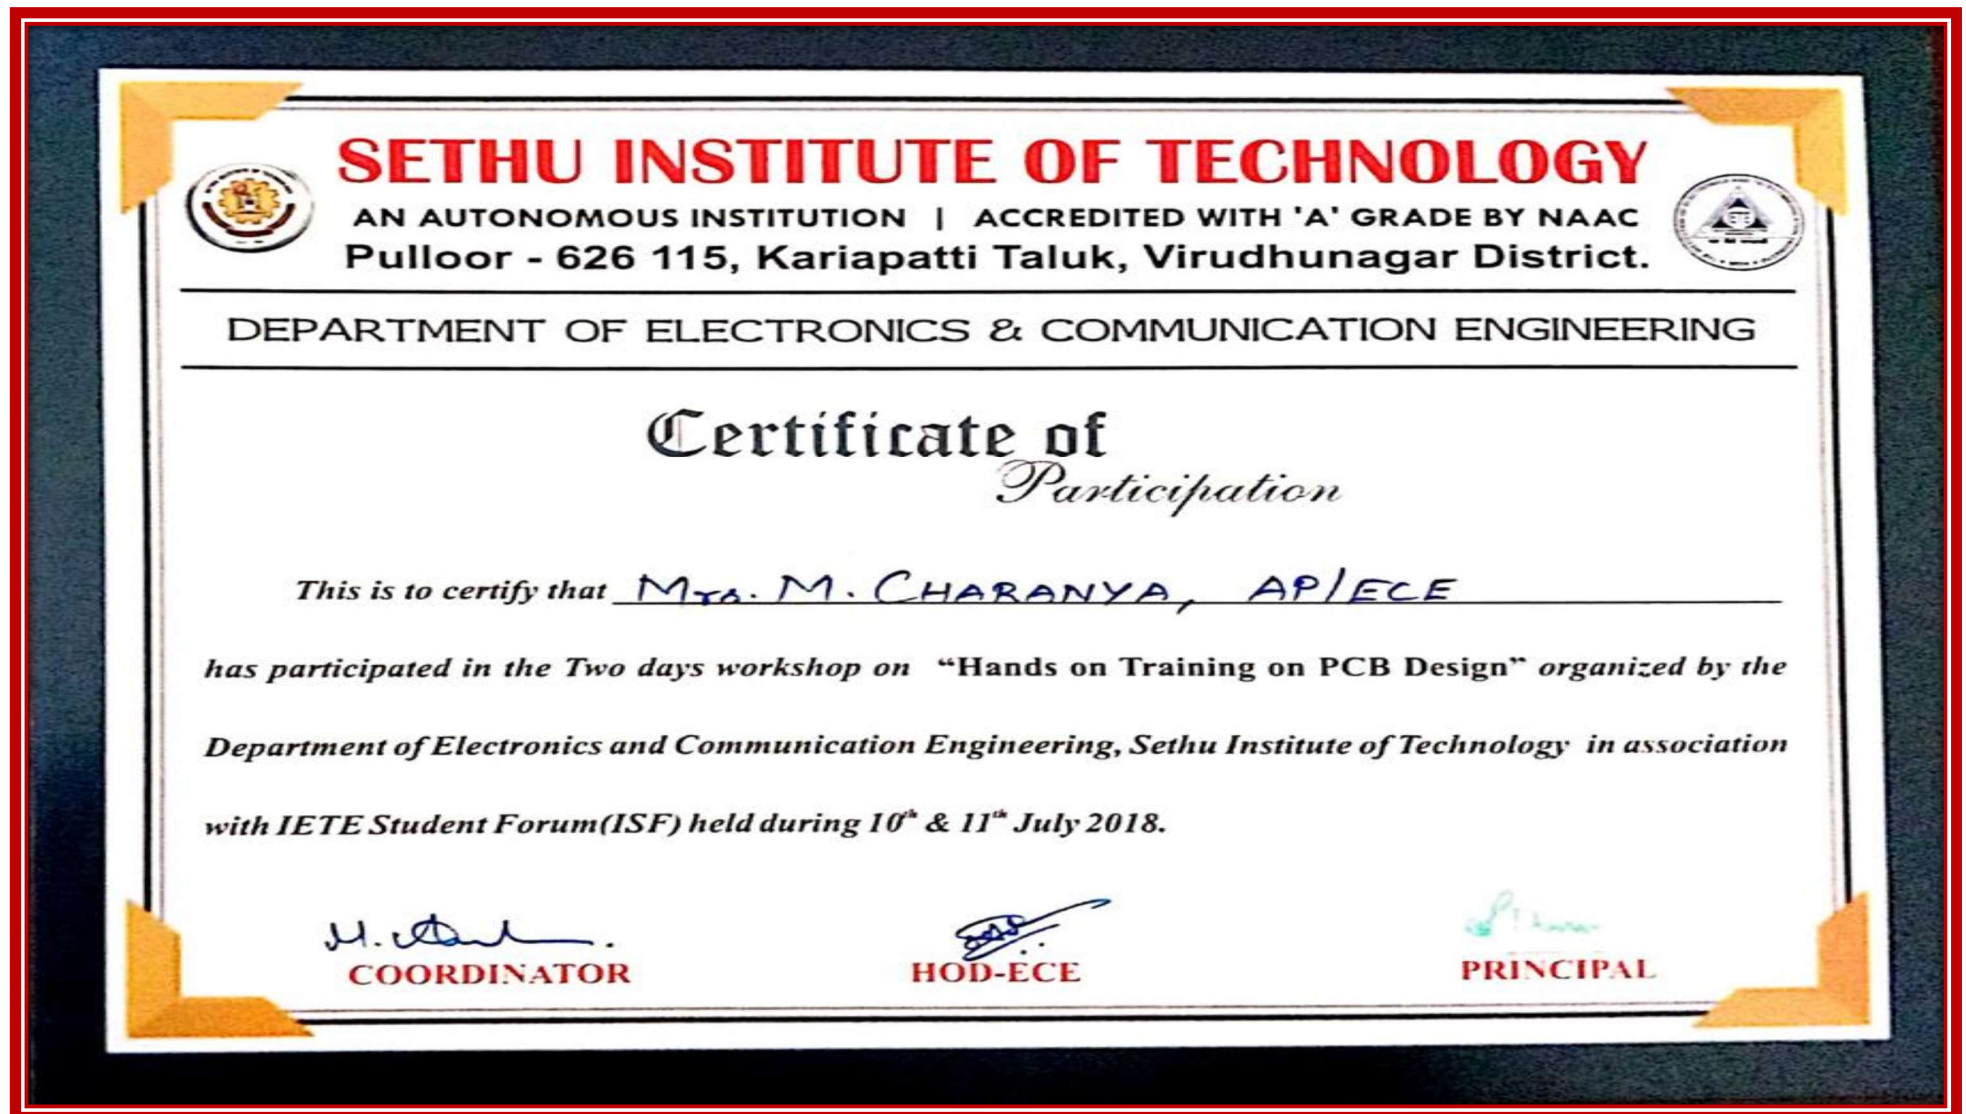 SETHU INSTITUTE OF TECHNOLOGY
AN AUTONOMOUS INSTITUTION | ACCREDITED WITH 'A' GRADE BY NAAC
Pulloor - 626 115, Kariapatti Taluk, Virudhunagar District.
DEPARTMENT OF ELECTRONICS & COMMUNICATION ENGINEERING
Certificate of
Participation
This is to certify that Mrs. M. CHARANYA, AP/ECE
has participated in the Two days workshop on "Hands on Training on PCB Design" organized by the
Department of Electronics and Communication Engineering, Sethu Institute of Technology in association
with IETE Student Forum(ISF) held during 10th & 11th July 2018.
COORDINATOR HOD-ECE PRINCIPAL